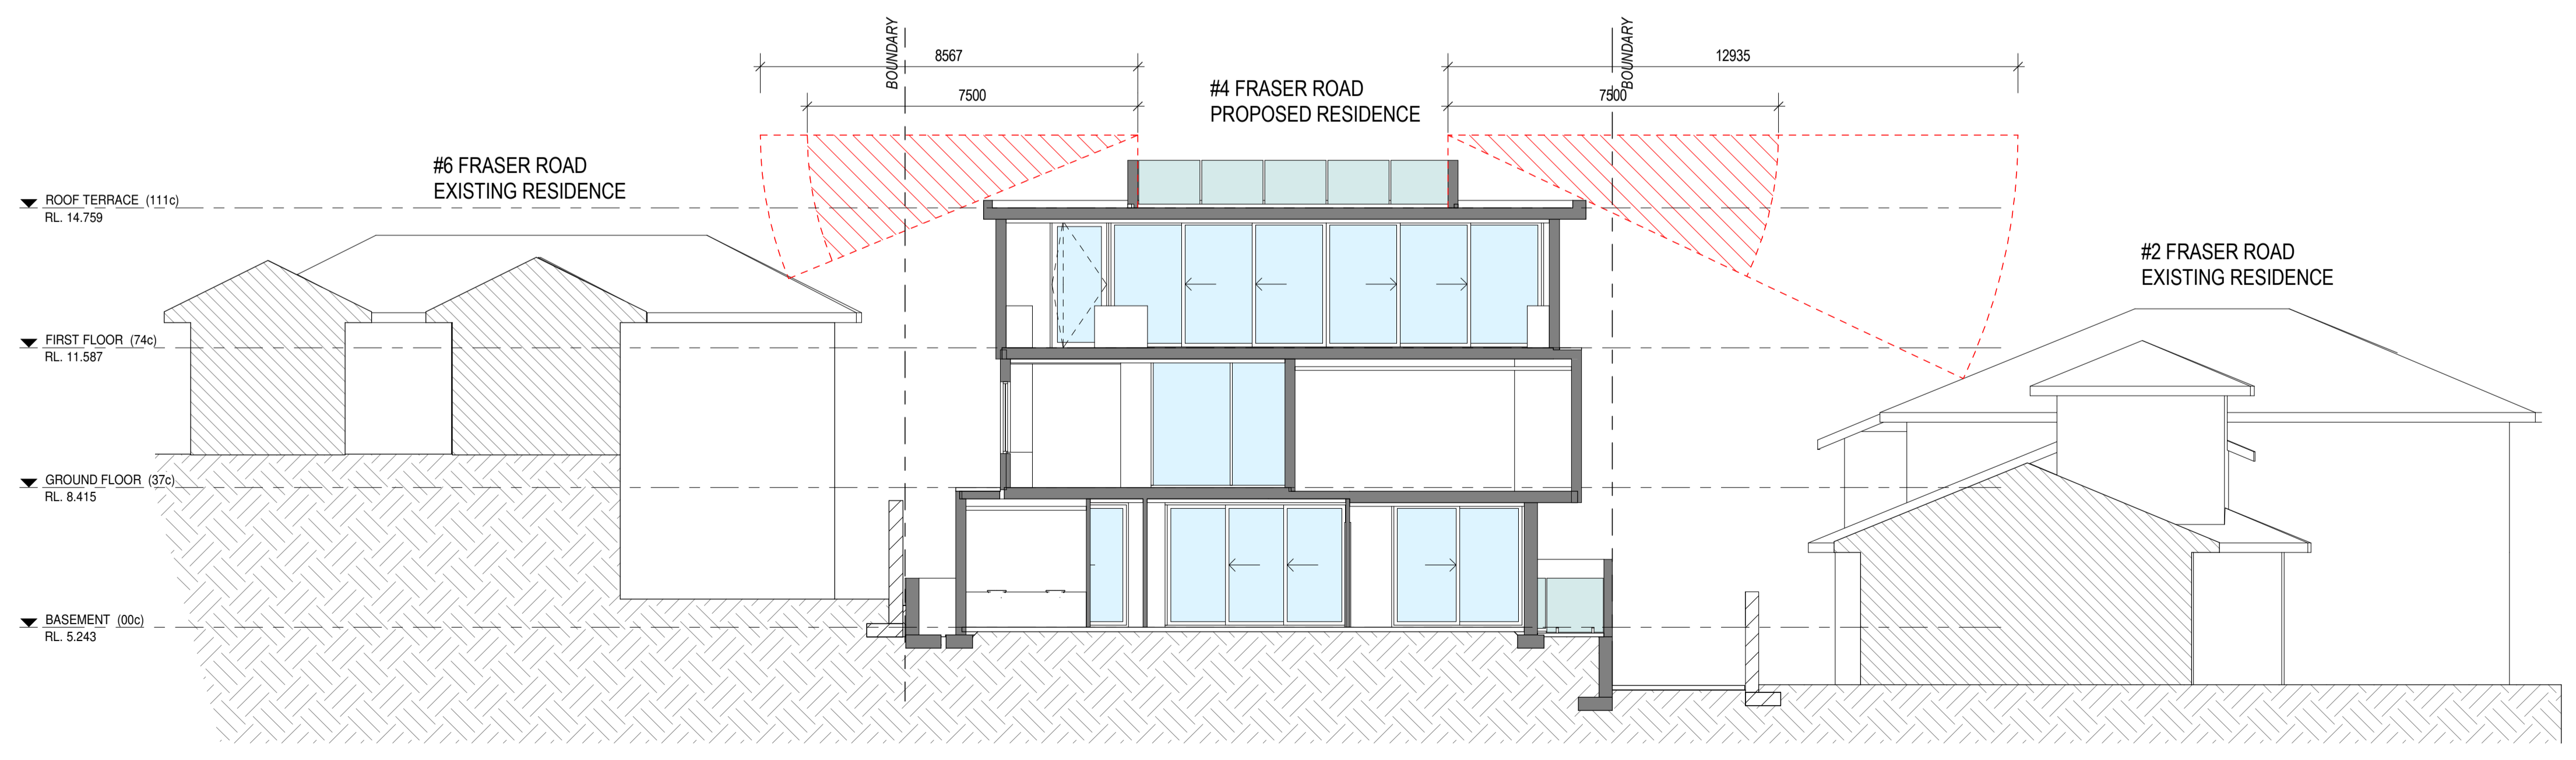 BOUNDARY
BOUNDARY
8567
12935
#4 FRASER ROAD
PROPOSED RESIDENCE
7500
7500
#6 FRASER ROAD
EXISTING RESIDENCE
ROOF TERRACE (111c)
RL. 14.759
#2 FRASER ROAD
EXISTING RESIDENCE
FIRST FLOOR (74c)
RL. 11.587
GROUND FLOOR (37c)
RL. 8.415
BASEMENT (00c)
RL. 5.243